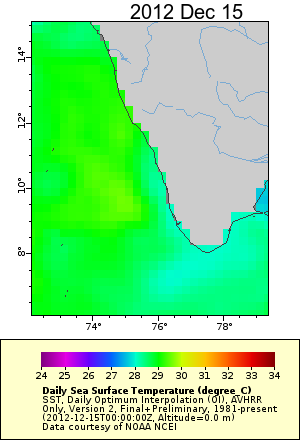 2012 Dec 15
14°
12°
10°
8°
74° 76° 78°
24 25 26 27 28 29 30 31 32 33 34
Daily Sea Surface Temperature (degree_C)
SST, Daily Optimum Interpolation (OI), AVHRR
Only, Version 2, Final+Preliminary, 1981-present
(2012-12-15T00:00:00Z, Altitude=0.0 m)
Data courtesy of NOAA NCEI